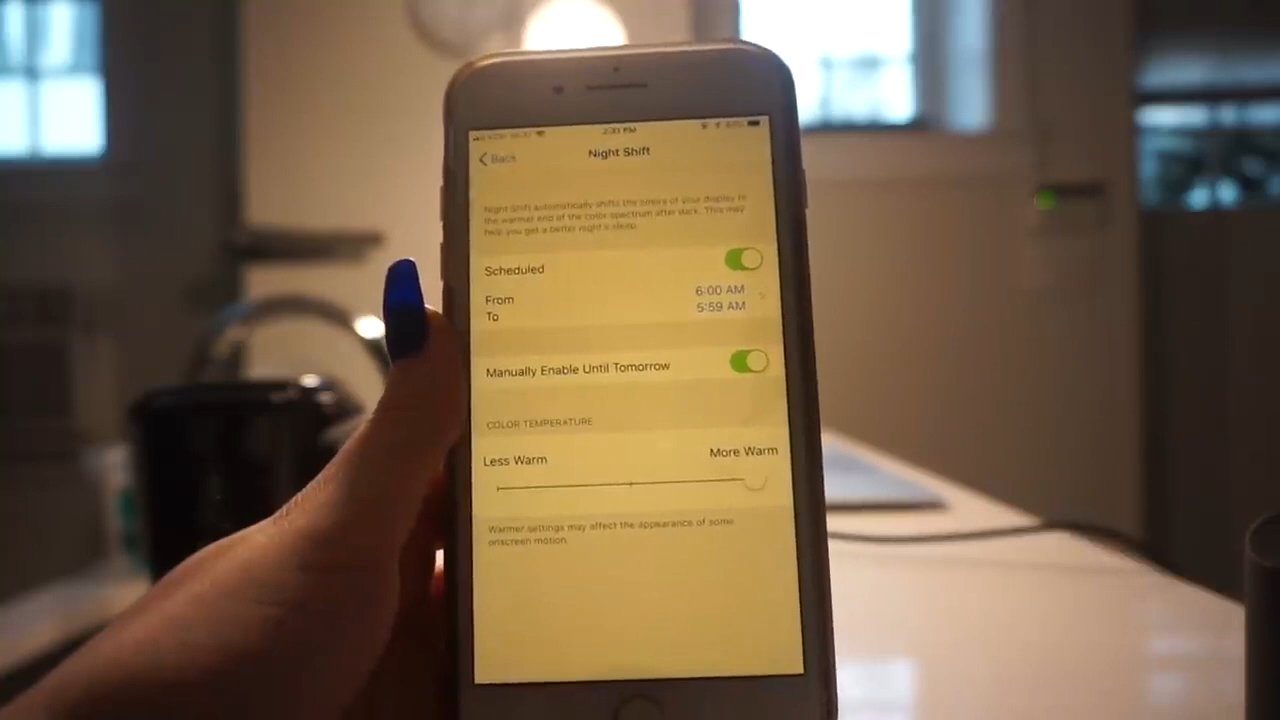 2:31 PM
Back
Night Shift
Night Shift automatically shifts the colors of your display to
the warmer end of the color spectrum after dark. This may
help you get a better night's sleep.
Scheduled
From
6:00 AM
To
5:59 AM
Manually Enable Until Tomorrow
COLOR TEMPERATURE
Less Warm
More Warm
Warmer settings may affect the appearance of some
onscreen motion.